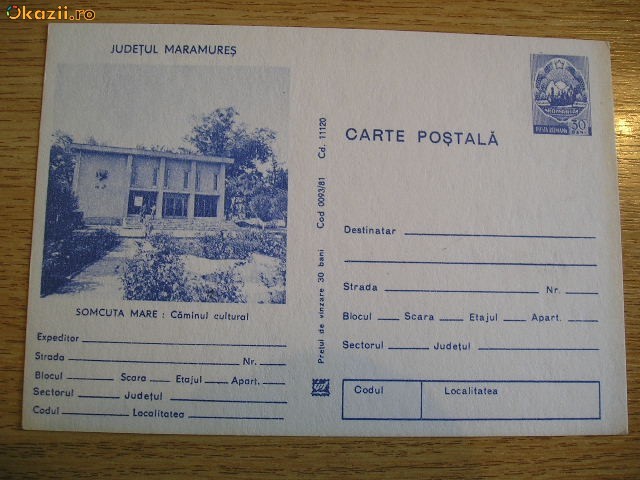 Okazii.ro
JUDEȚUL MARAMUREȘ
SOMCUTA MARE : Căminul cultural
Expeditor
Strada Nr.
Blocul Scara Etajul Apart.
Sectorul Județul
Codul Localitatea
Prețul de vînzare 30 bani Cod 0093/81 Cd. 11120
CARTE POȘTALĂ
POSTA ROMANA 30
BANI
Destinatar
Strada Nr.
Blocul Scara Etajul Apart.
Sectorul Județul
Codul Localitatea